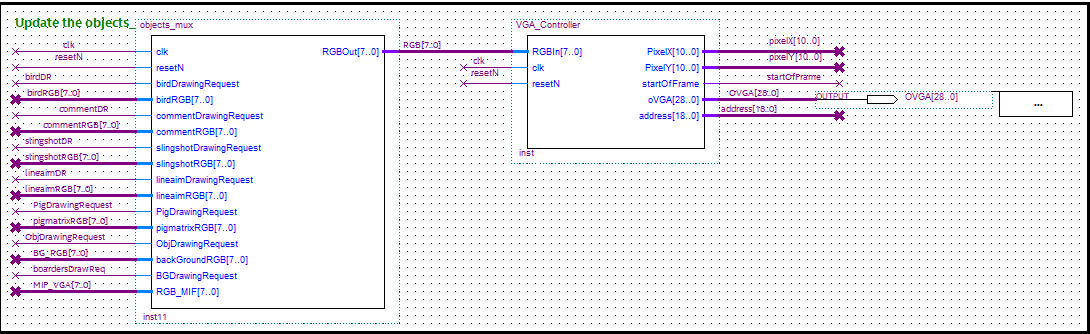 Update the objects_
objects_mux
clk clk
resetN resetN
birdDR birdDrawingRequest
birdRGB[7..0] birdRGB[7..0]
commentDR commentDrawingRequest
commentRGB[7..0] commentRGB[7..0]
slingshotDR slingshotDrawingRequest
slingshotRGB[7..0] slingshotRGB[7..0]
lineaimDR lineaimDrawingRequest
lineaimRGB[7..0] lineaimRGB[7..0]
PigDrawingRequest PigDrawingRequest
pigmatrixRGB[7..0] pigmatrixRGB[7..0]
ObjDrawingRequest ObjDrawingRequest
BG_RGB[7..0] backGroundRGB[7..0]
boardersDrawReq BGDrawingRequest
MIF_VGA[7..0] RGB_MIF[7..0]
RGBOut[7..0] RGB[7..0]
inst11
VGA_Controller
RGBIn[7..0] PixelX[10..0] pixelX[10..0]
clk clk PixelY[10..0] pixelY[10..0]
resetN resetN startOfFrame startOfFrame
oVGA[28..0] OVGA[28..0] OUTPUT OVGA[28..0] ...
address[18..0] address[18..0]
inst